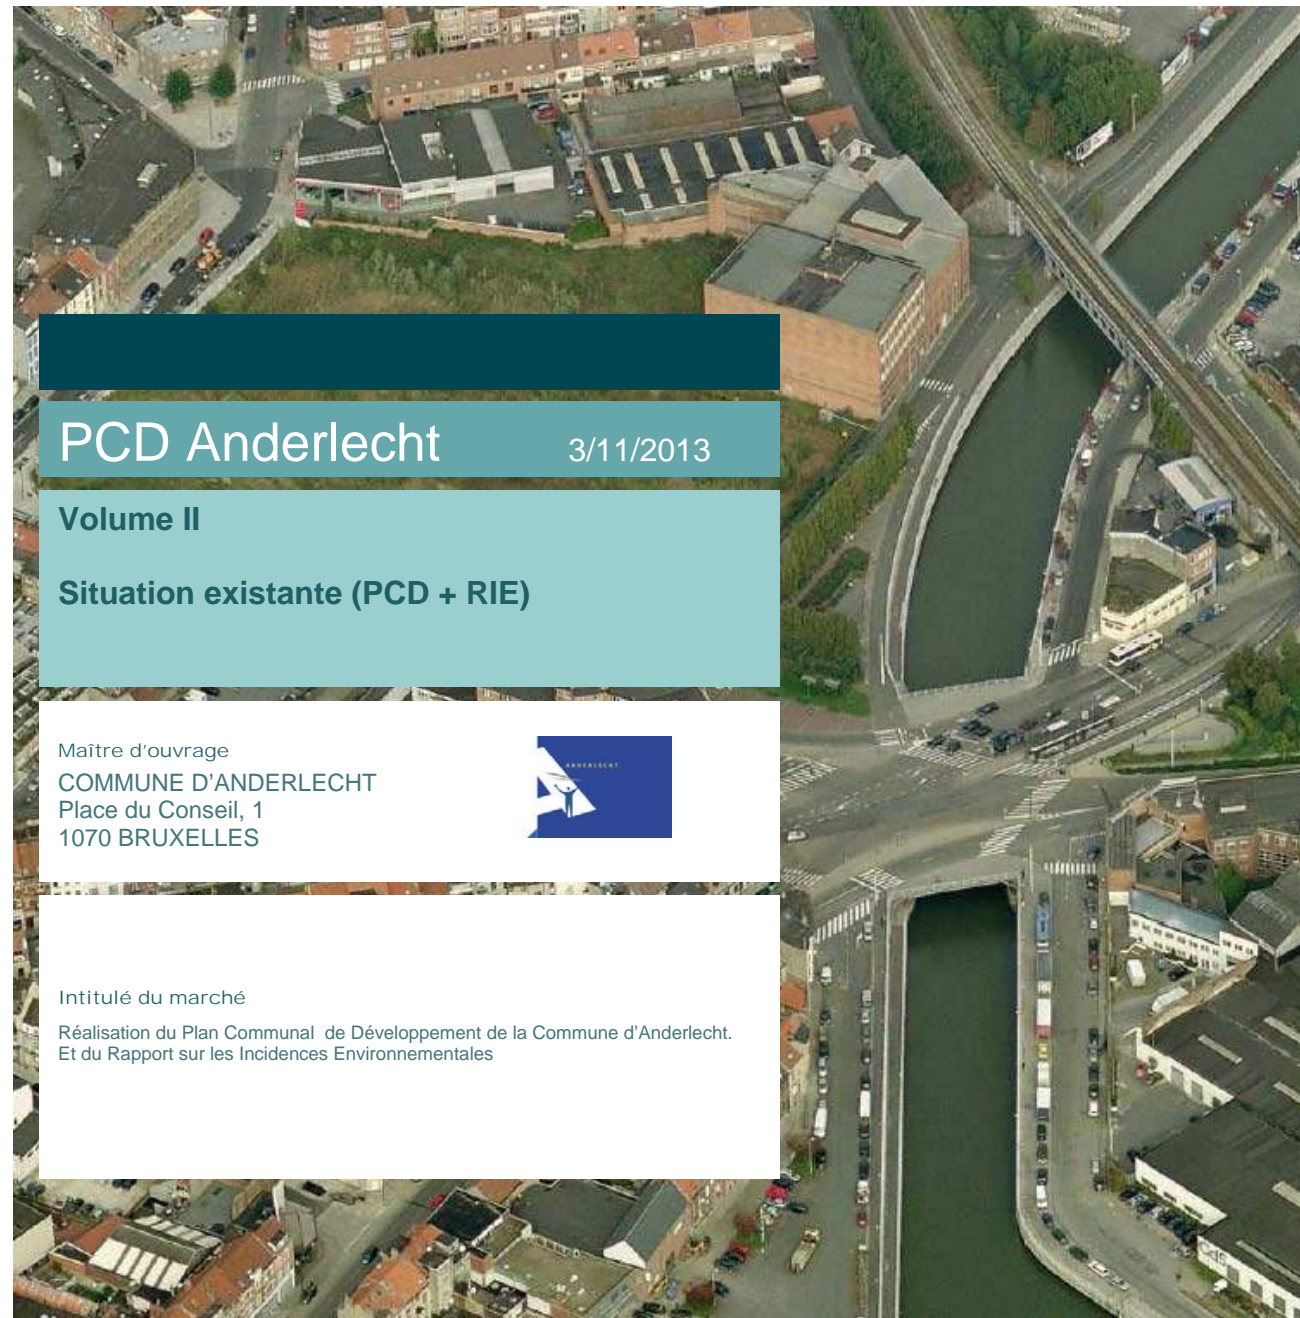 PCD Anderlecht 3/11/2013
Volume II
Situation existante (PCD + RIE)
Maître d'ouvrage
COMMUNE D'ANDERLECHT
Place du Conseil, 1
1070 BRUXELLES
ANDERLECHT
Intitulé du marché
Réalisation du Plan Communal de Développement de la Commune d'Anderlecht.
Et du Rapport sur les Incidences Environnementales